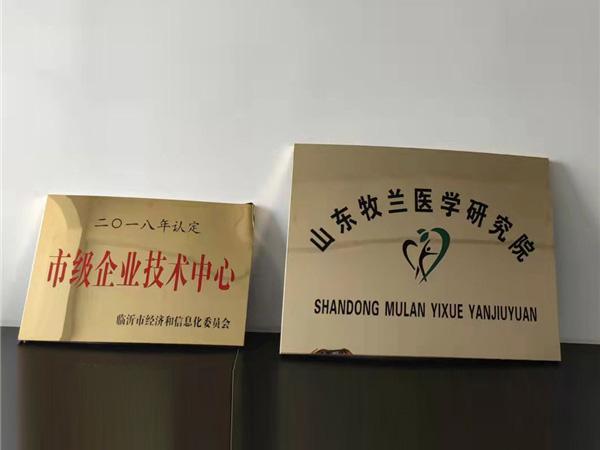 二〇一八年认定
市级企业技术中心
临沂市经济和信息化委员会
山东牧兰医学研究院
SHANDONG MULAN YIXUE YANJIUYUAN